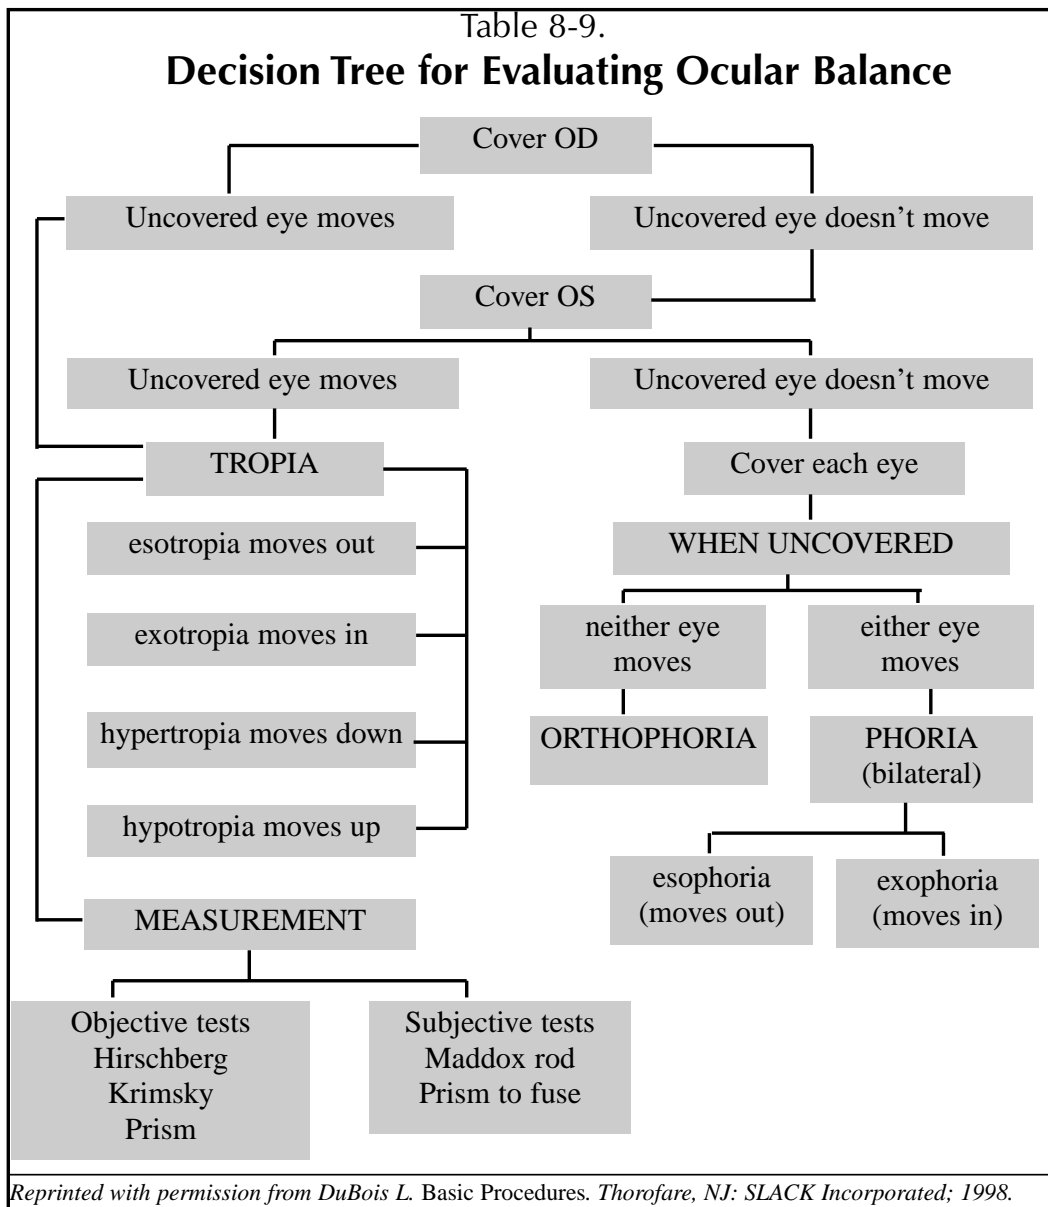 Table 8-9.
Decision Tree for Evaluating Ocular Balance
Cover OD
Uncovered eye moves
Uncovered eye doesn’t move
Cover OS
Uncovered eye moves
Uncovered eye doesn’t move
TROPIA
Cover each eye
esotropia moves out
WHEN UNCOVERED
exotropia moves in
neither eye
moves
either eye
moves
hypertropia moves down
ORTHOPHORIA
PHORIA
(bilateral)
hypotropia moves up
esophoria
(moves out)
exophoria
(moves in)
MEASUREMENT
Objective tests
Hirschberg
Krimsky
Prism
Subjective tests
Maddox rod
Prism to fuse
Reprinted with permission from DuBois L. Basic Procedures. Thorofare, NJ: SLACK Incorporated; 1998.